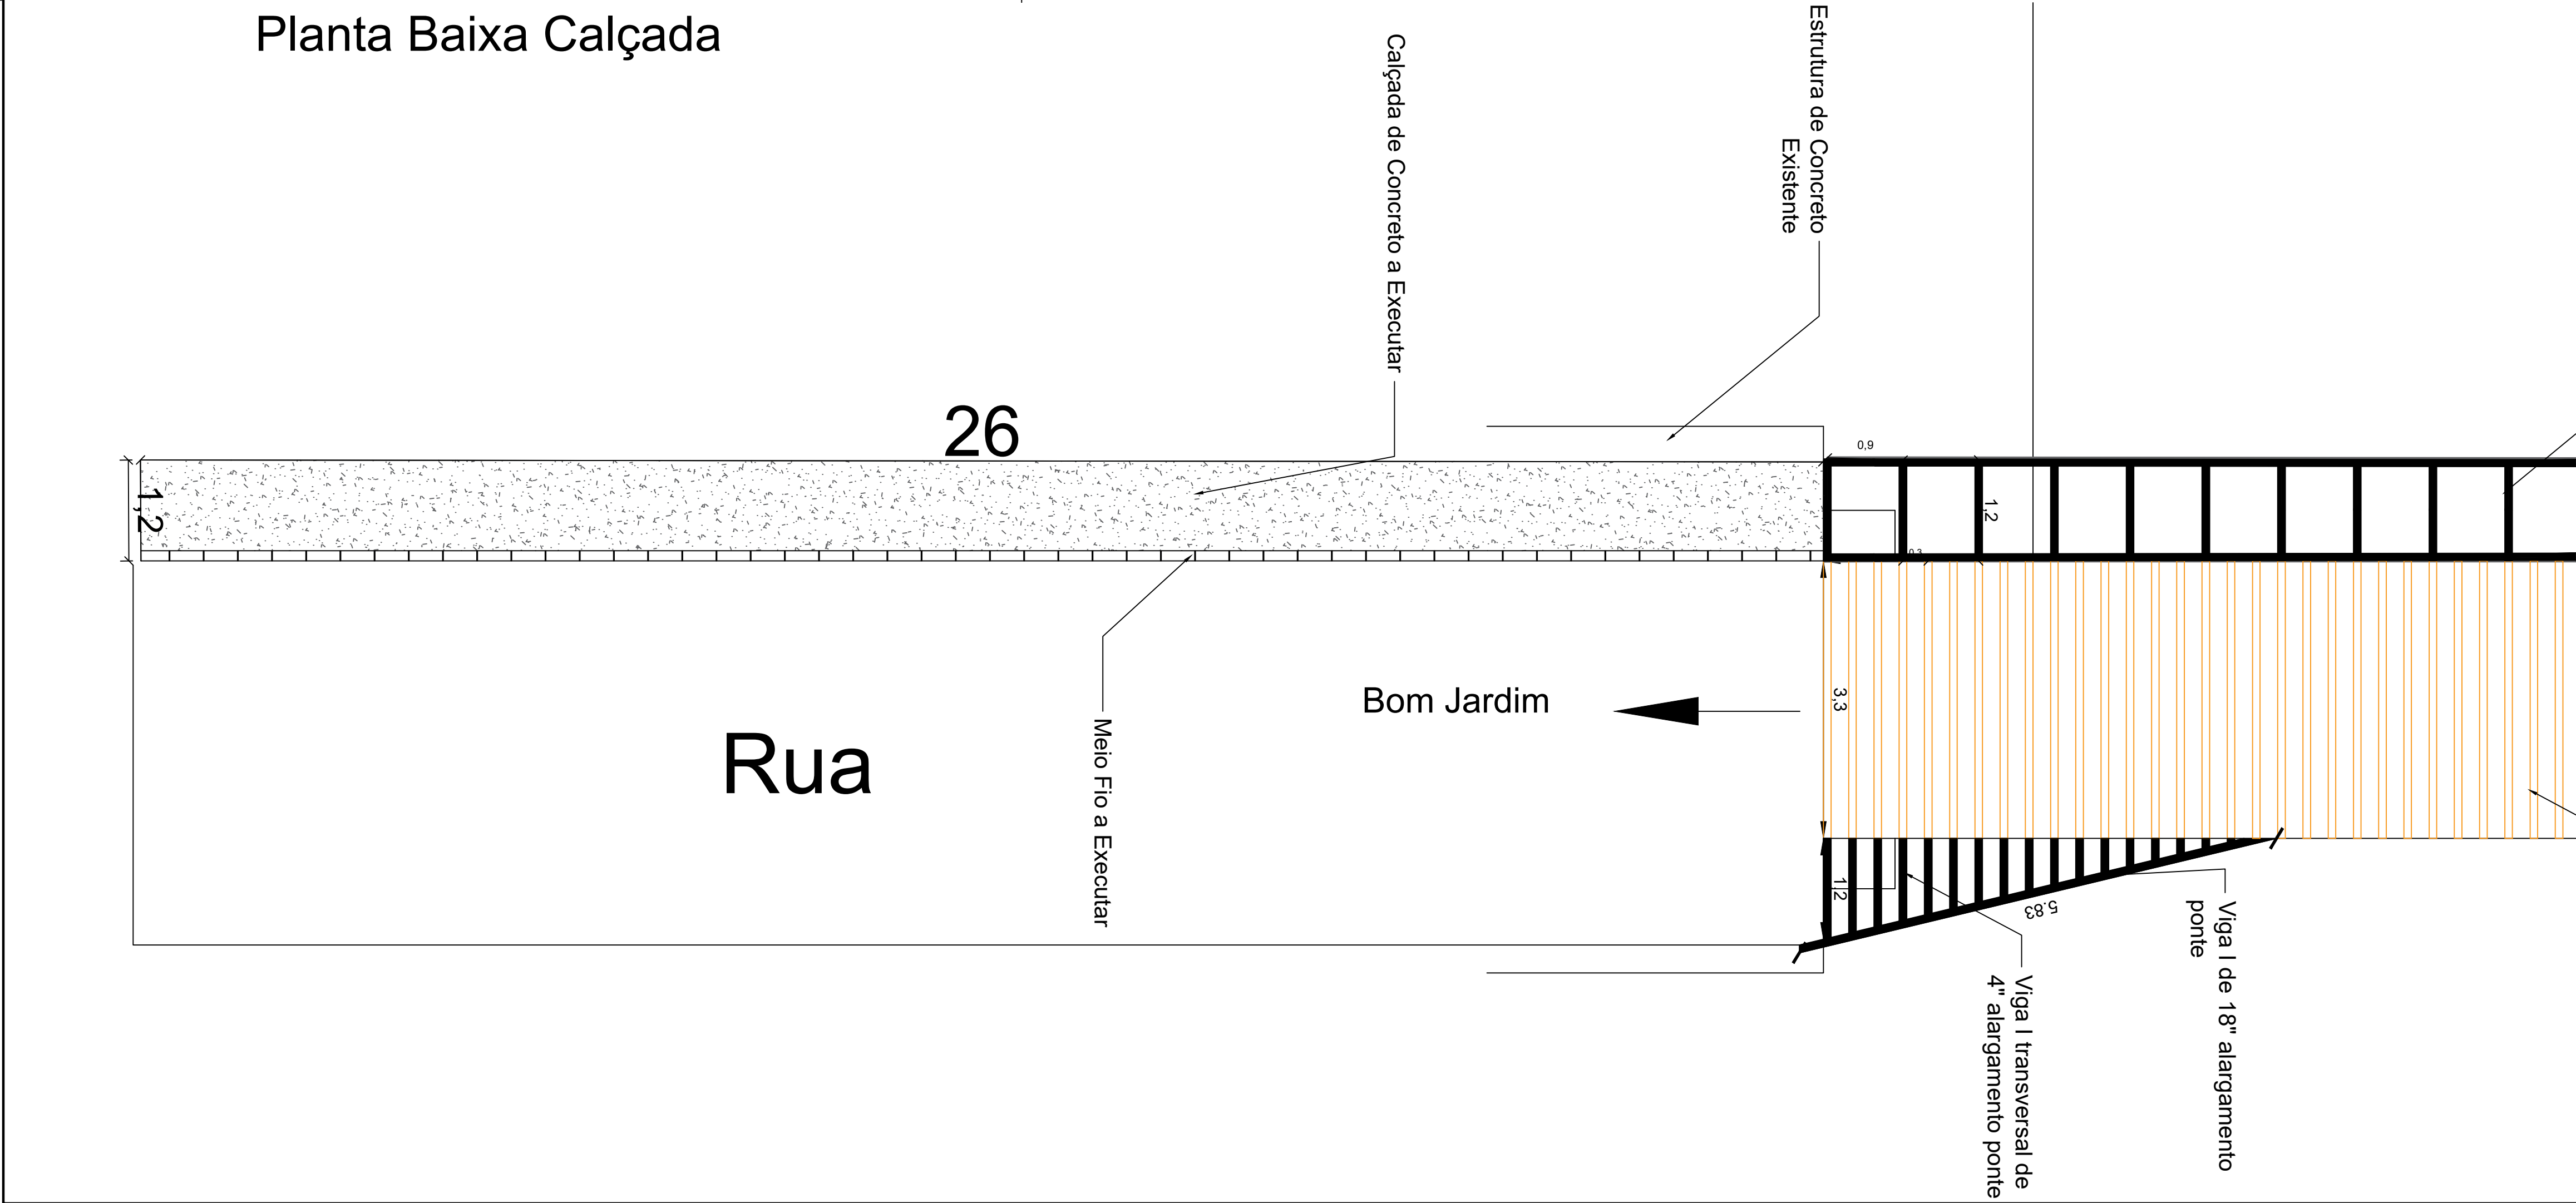 Planta Baixa Calçada
Calçada de Concreto a Executar
Estrutura de Concreto
Existente
26
1,2
0,9
1,2
0,3
Bom Jardim
Rua
Meio Fio a Executar
3,3
1,2
5.83
Viga I de 18" alargamento
ponte
Viga I transversal de
4" alargamento ponte